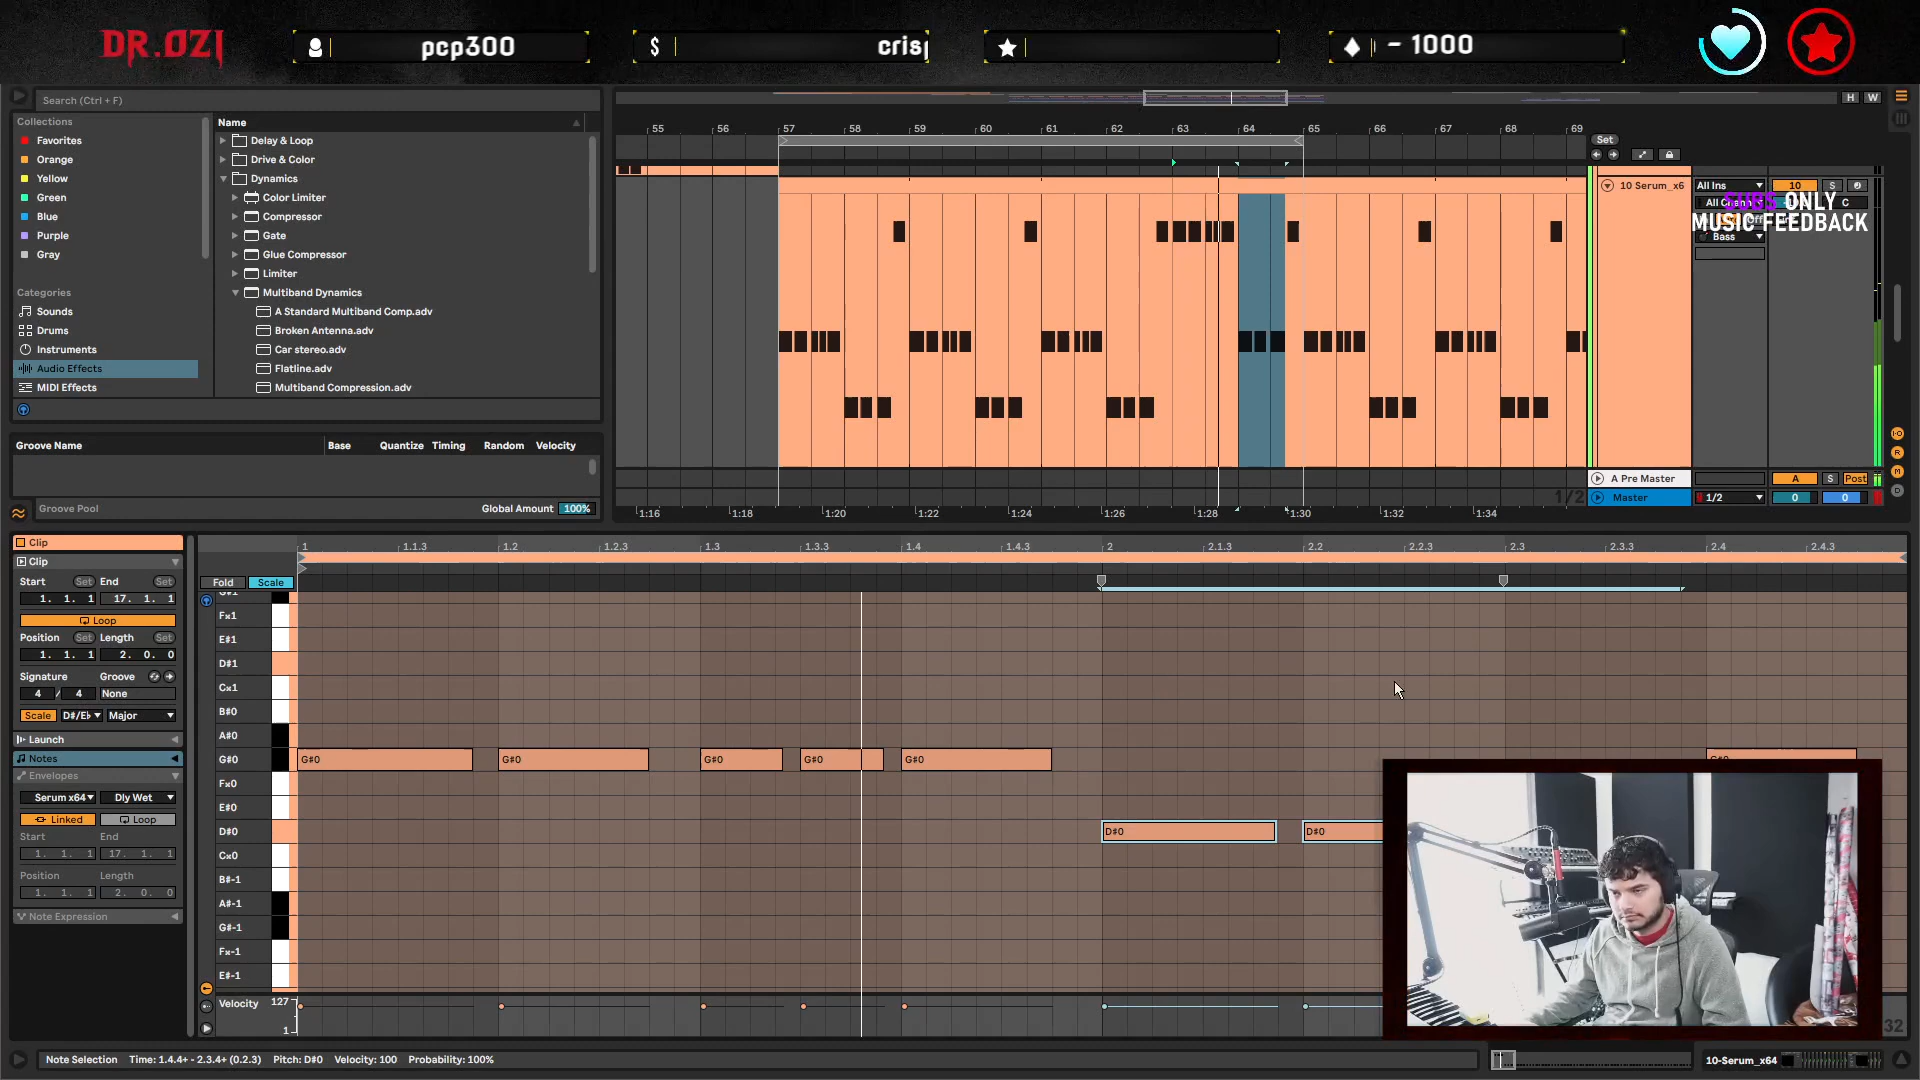 DR.OZI
pcp300
$
cris
- 1000
Search (Ctrl + F)
Collections
Favorites
Orange
Yellow
Green
Blue
Purple
Gray
Categories
Sounds
Drums
Instruments
Audio Effects
MIDI Effects
Name
Delay & Loop
Drive & Color
Dynamics
Color Limiter
Compressor
Gate
Glue Compressor
Limiter
Multiband Dynamics
A Standard Multiband Comp.adv
Broken Antenna.adv
Car stereo.adv
Flatline.adv
Multiband Compression.adv
Groove Name Base Quantize Timing Random Velocity
Groove Pool Global Amount 100%
H W
55 56 57 58 59 60 61 62 63 64 65 66 67 68 69
Set
10 Serum_x6
All Ins
10 S
C
SUBS ONLY
MUSIC FEEDBACK
Bass
A Pre Master
A S Post
1/2
Master
1/2 0 0
1:16 1:18 1:20 1:22 1:24 1:26 1:28 1:30 1:32 1:34
Clip
Clip
Start Set End Set
1. 1. 1 17. 1. 1
Loop
Position Set Length Set
1. 1. 1 2. 0. 0
Signature Groove
4 / 4 None
Scale D#/Eb Major
Launch
Notes
Envelopes
Serum x64 Dly Wet
Linked Loop
Start End
1. 1. 1 17. 1. 1
Position Length
1. 1. 1 2. 0. 0
Note Expression
1 1.1.3 1.2 1.2.3 1.3 1.3.3 1.4 1.4.3 2 2.1.3 2.2 2.2.3 2.3 2.3.3 2.4 2.4.3
Fold Scale
G#1
Fx1
E#1
D#1
Cx1
B#0
A#0
G#0 G#0 G#0 G#0 G#0 G#0 G#0
Fx0
E#0
D#0 D#0 D#0
Cx0
B#-1
A#-1
G#-1
Fx-1
E#-1
Velocity 127
1
32
Note Selection Time: 1.4.4+ - 2.3.4+ (0.2.3) Pitch: D#0 Velocity: 100 Probability: 100%
10-Serum_x64